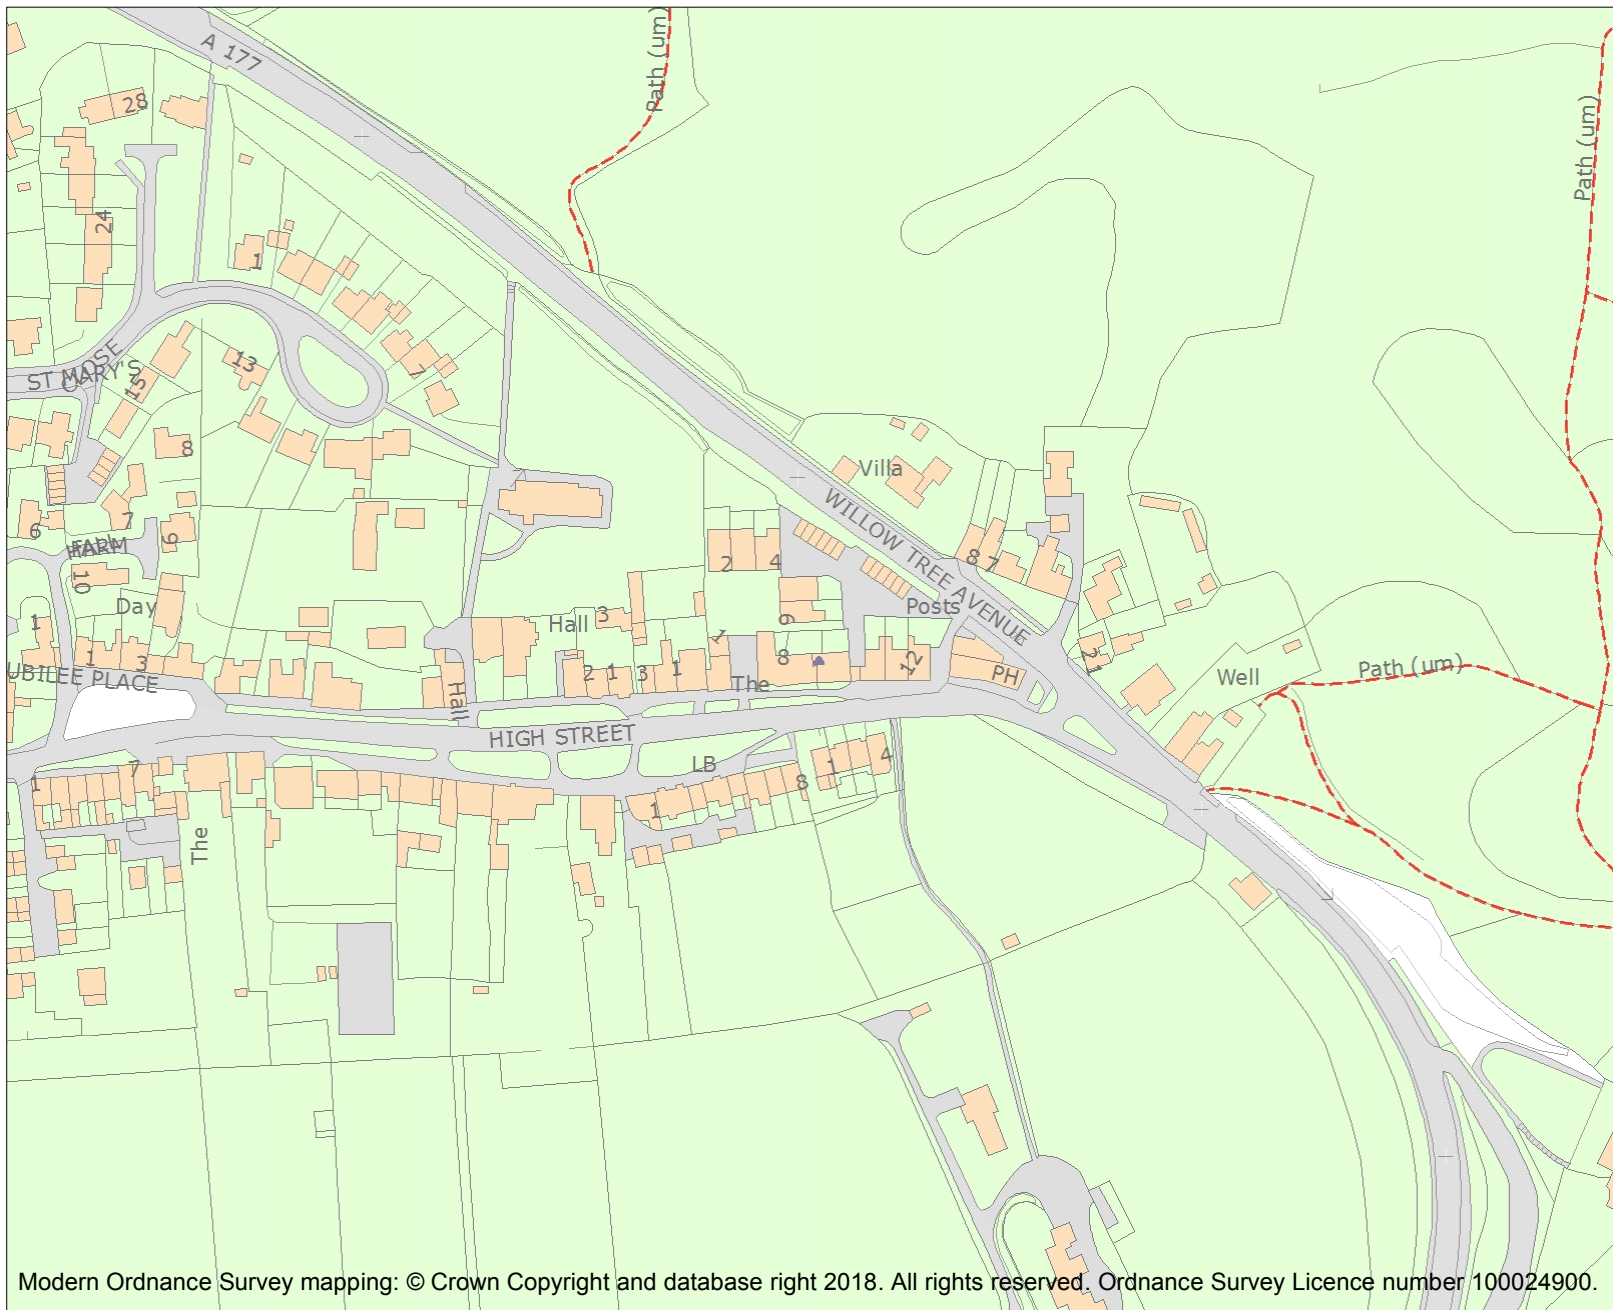 A 177
Path (um)
Path (um)
28
24
1
ST MARY'S
CLOSE
13
15
7
8
Villa
WILLOW TREE AVENUE
6
7
FALL
FARM
9
10
2
4
8
7
Day
Posts
1
Hall
3
1
6
1
3
2
1
3
1
8
12
PH
21
Well
Path (um)
UBILEE PLACE
Hall
The
HIGH STREET
LB
1
7
8
1
4
1
The
Modern Ordnance Survey mapping: © Crown Copyright and database right 2018. All rights reserved. Ordnance Survey Licence number 100024900.